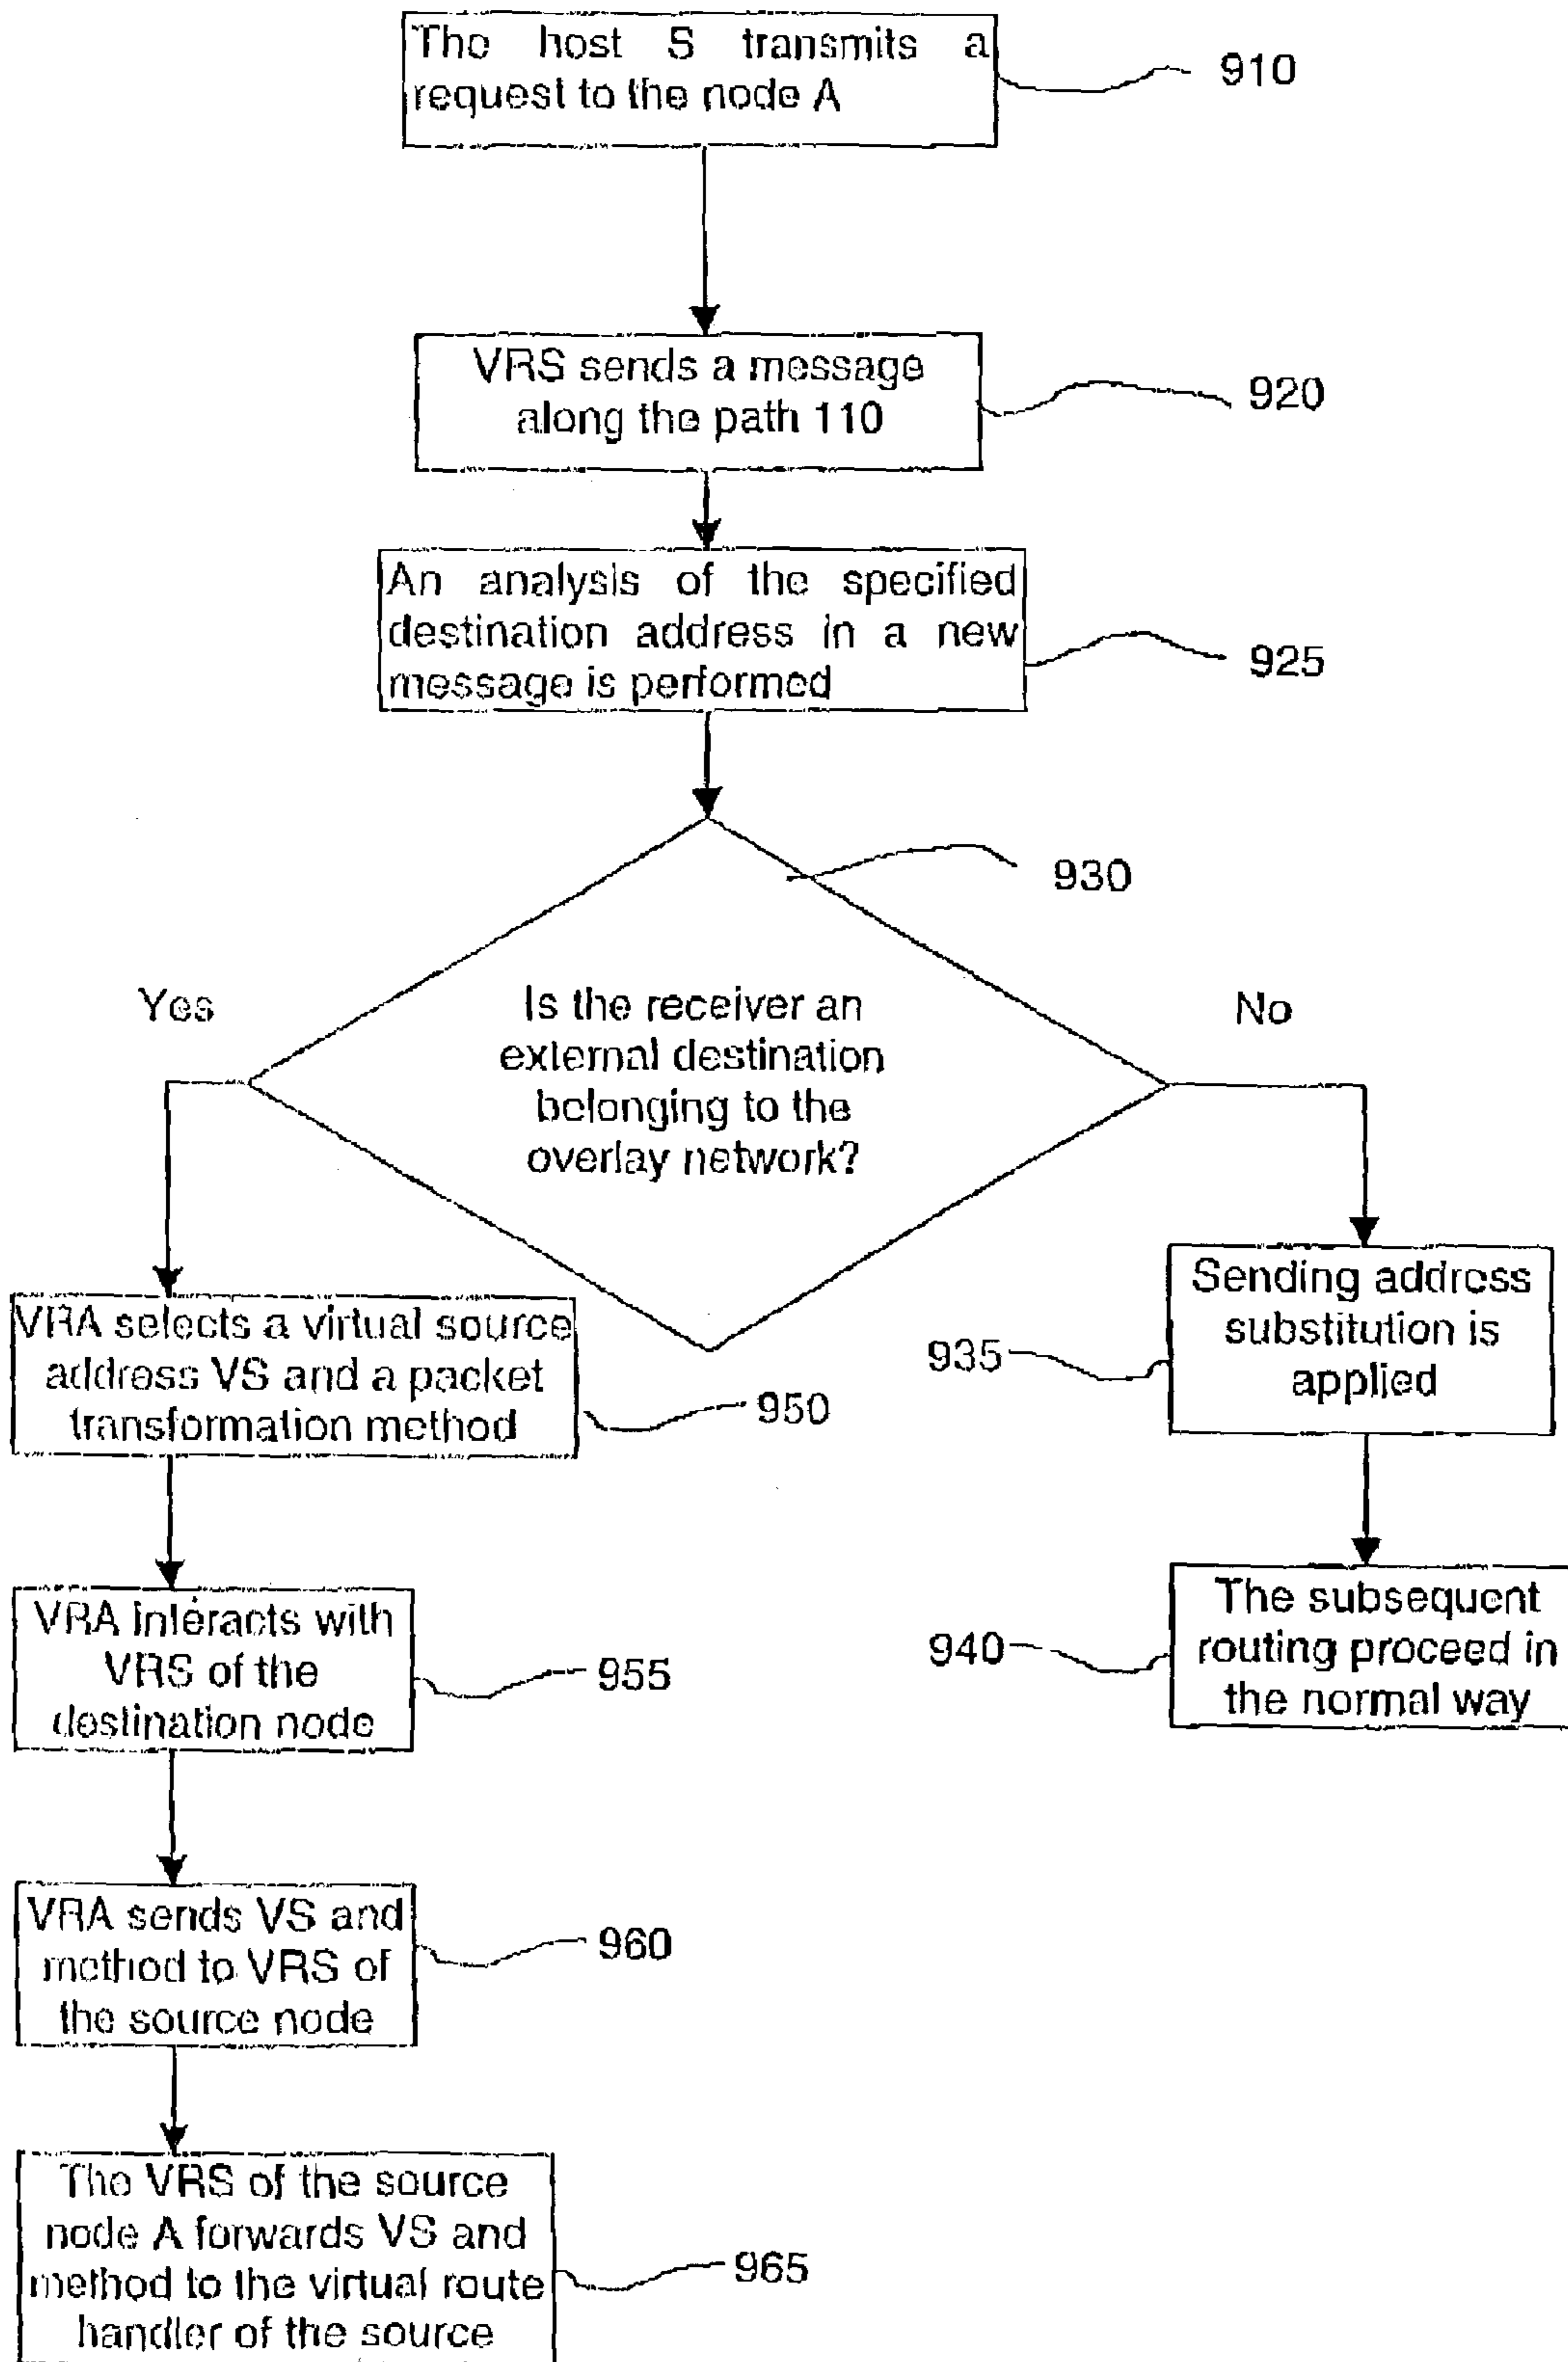 The host S transmits a
request to the node A
910
VRS sends a message
along the path 110
920
An analysis of the specified
destination address in a new
message is performed
925
930
Yes
Is the receiver an
external destination
belonging to the
overlay network?
No
VRA selects a virtual source
address VS and a packet
transformation method
950
Sending address
substitution is
applied
935
VRA interacts with
VRS of the
destination node
955
The subsequent
routing proceed in
the normal way
940
VRA sends VS and
method to VRS of
the source node
960
The VRS of the source
node A forwards VS and
method to the virtual route
handler of the source
965